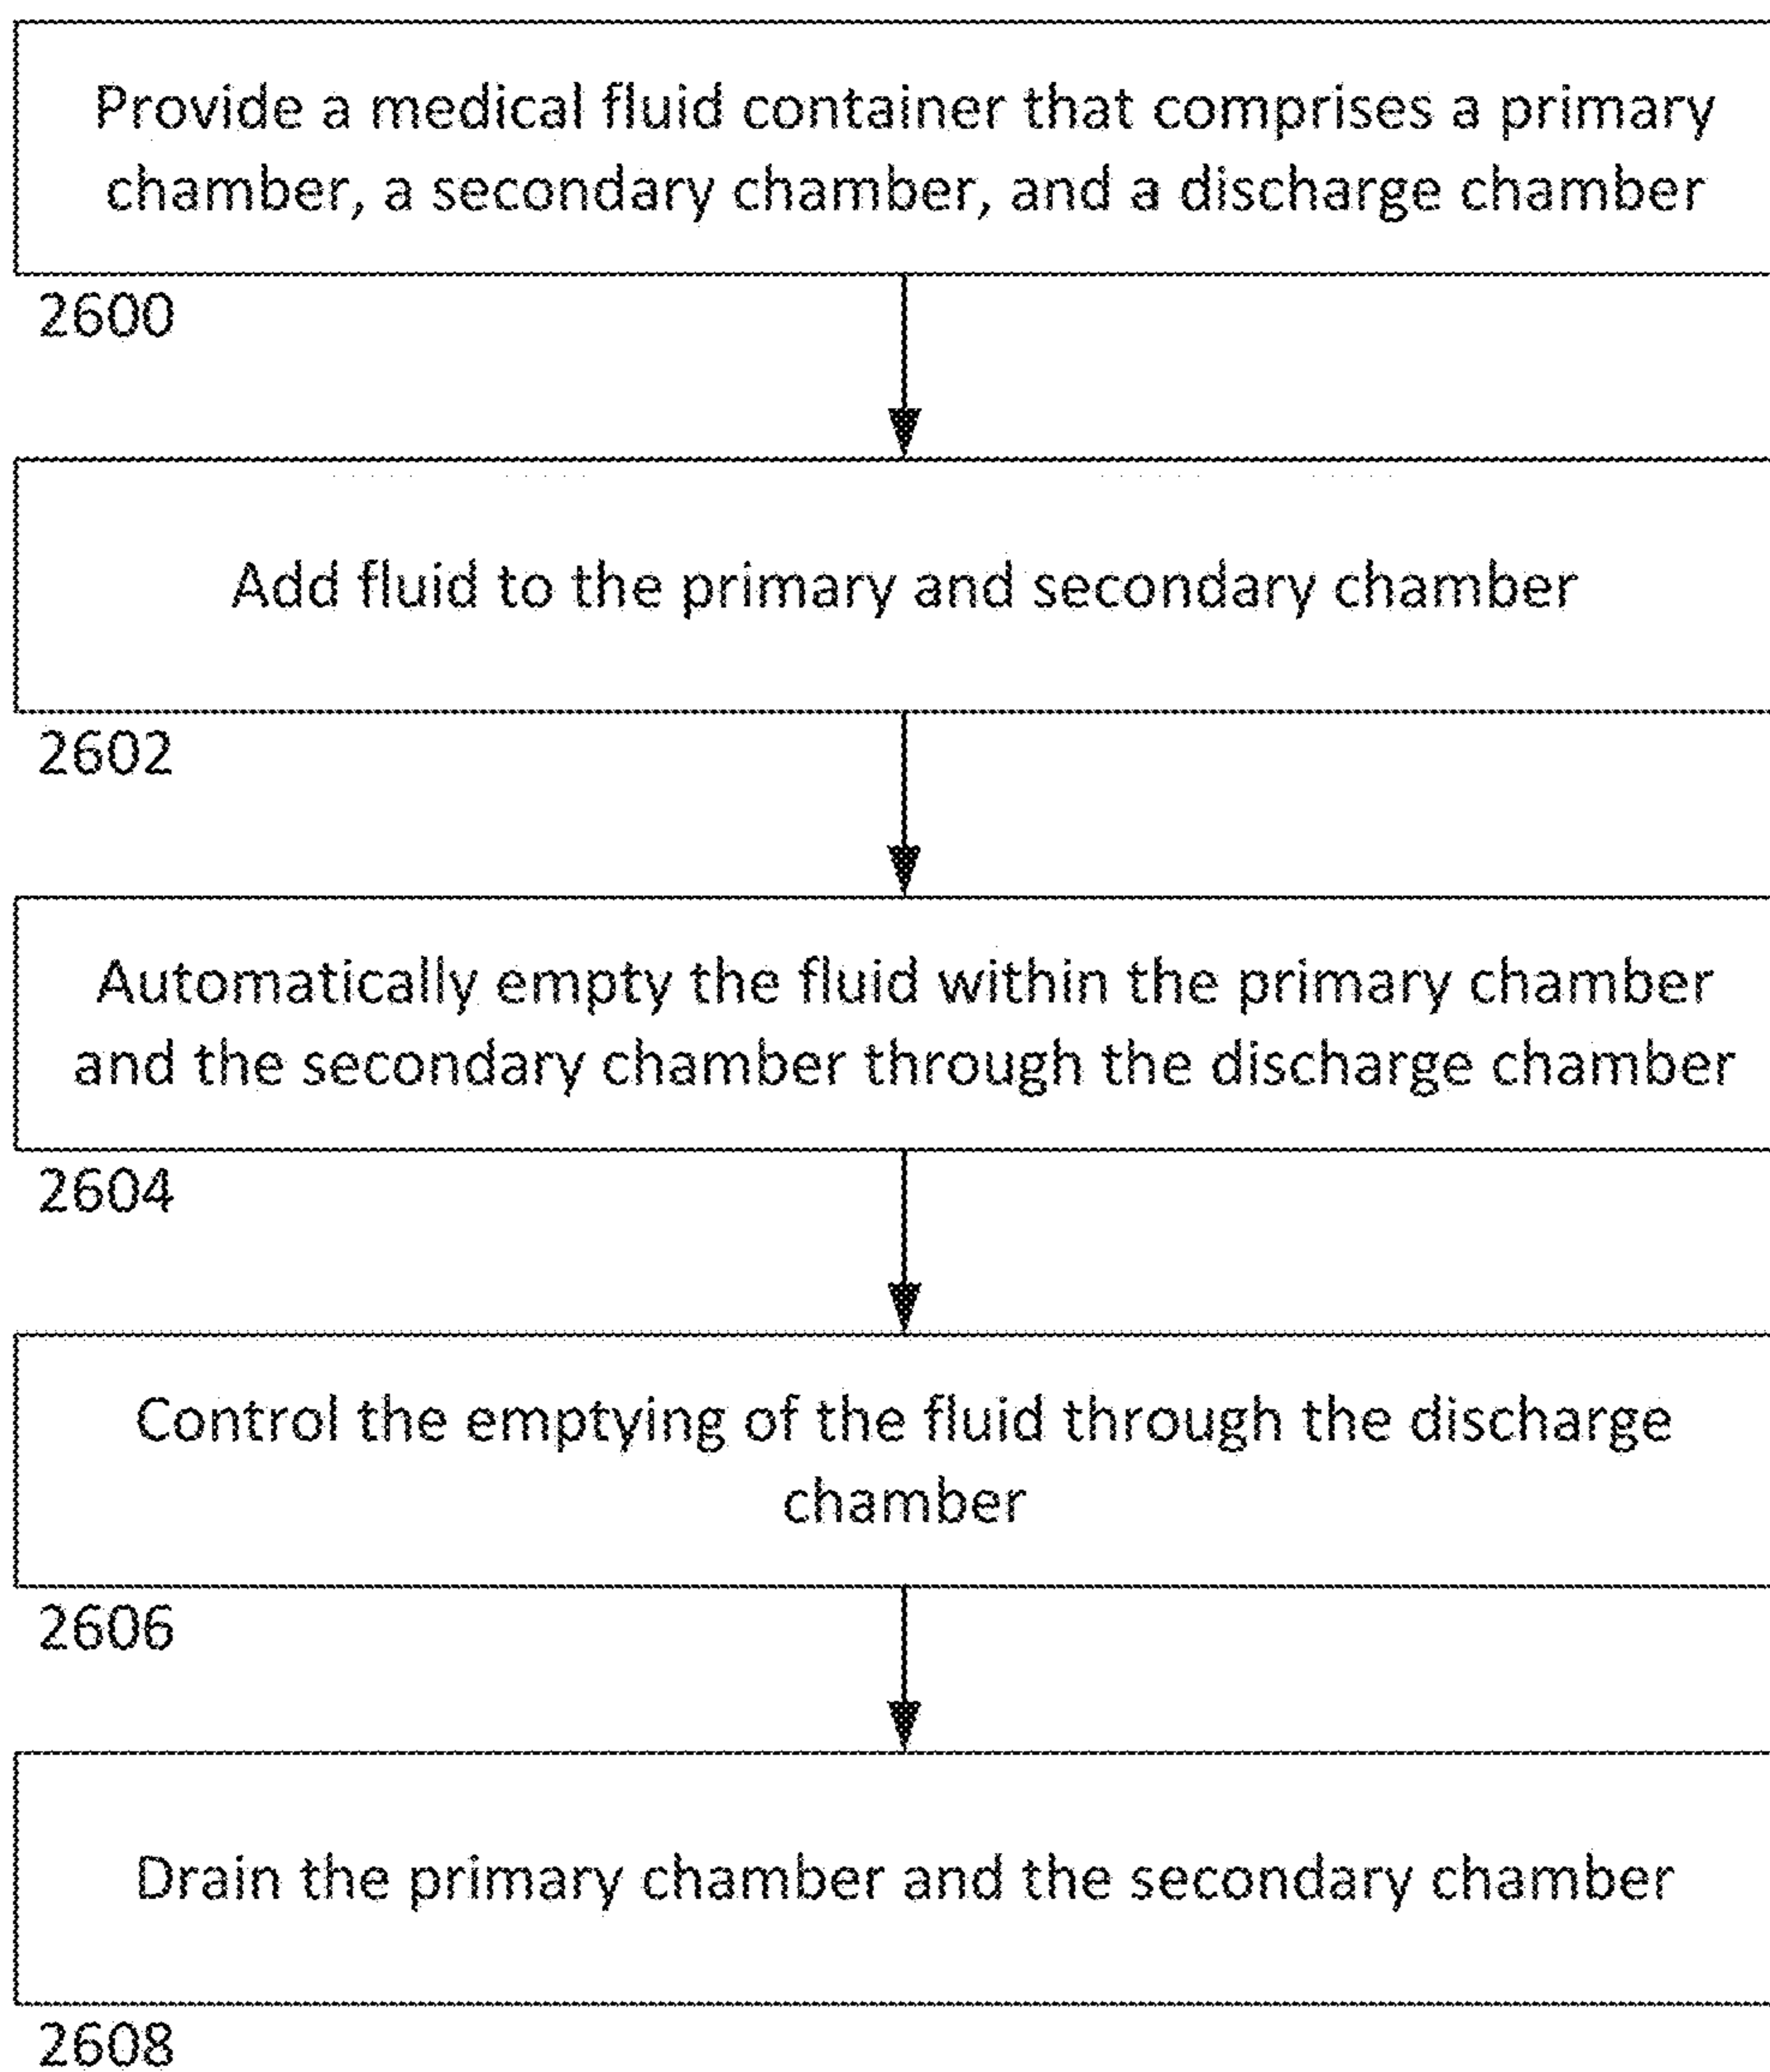 Provide a medical fluid container that comprises a primary
chamber, a secondary chamber, and a discharge chamber
2600
Add fluid to the primary and secondary chamber
2602
Automatically empty the fluid within the primary chamber
and the secondary chamber through the discharge chamber
2604
Control the emptying of the fluid through the discharge
chamber
2606
Drain the primary chamber and the secondary chamber
2608